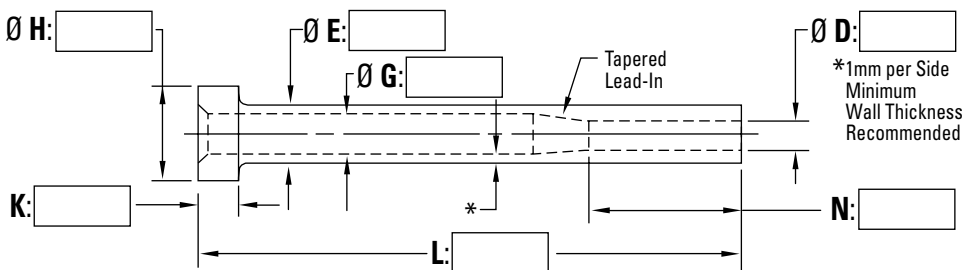 Ø H:
Ø E:
Ø G:
Tapered
Lead-In
Ø D:
*1mm per Side
Minimum
Wall Thickness
Recommended
K:
*
N:
L: